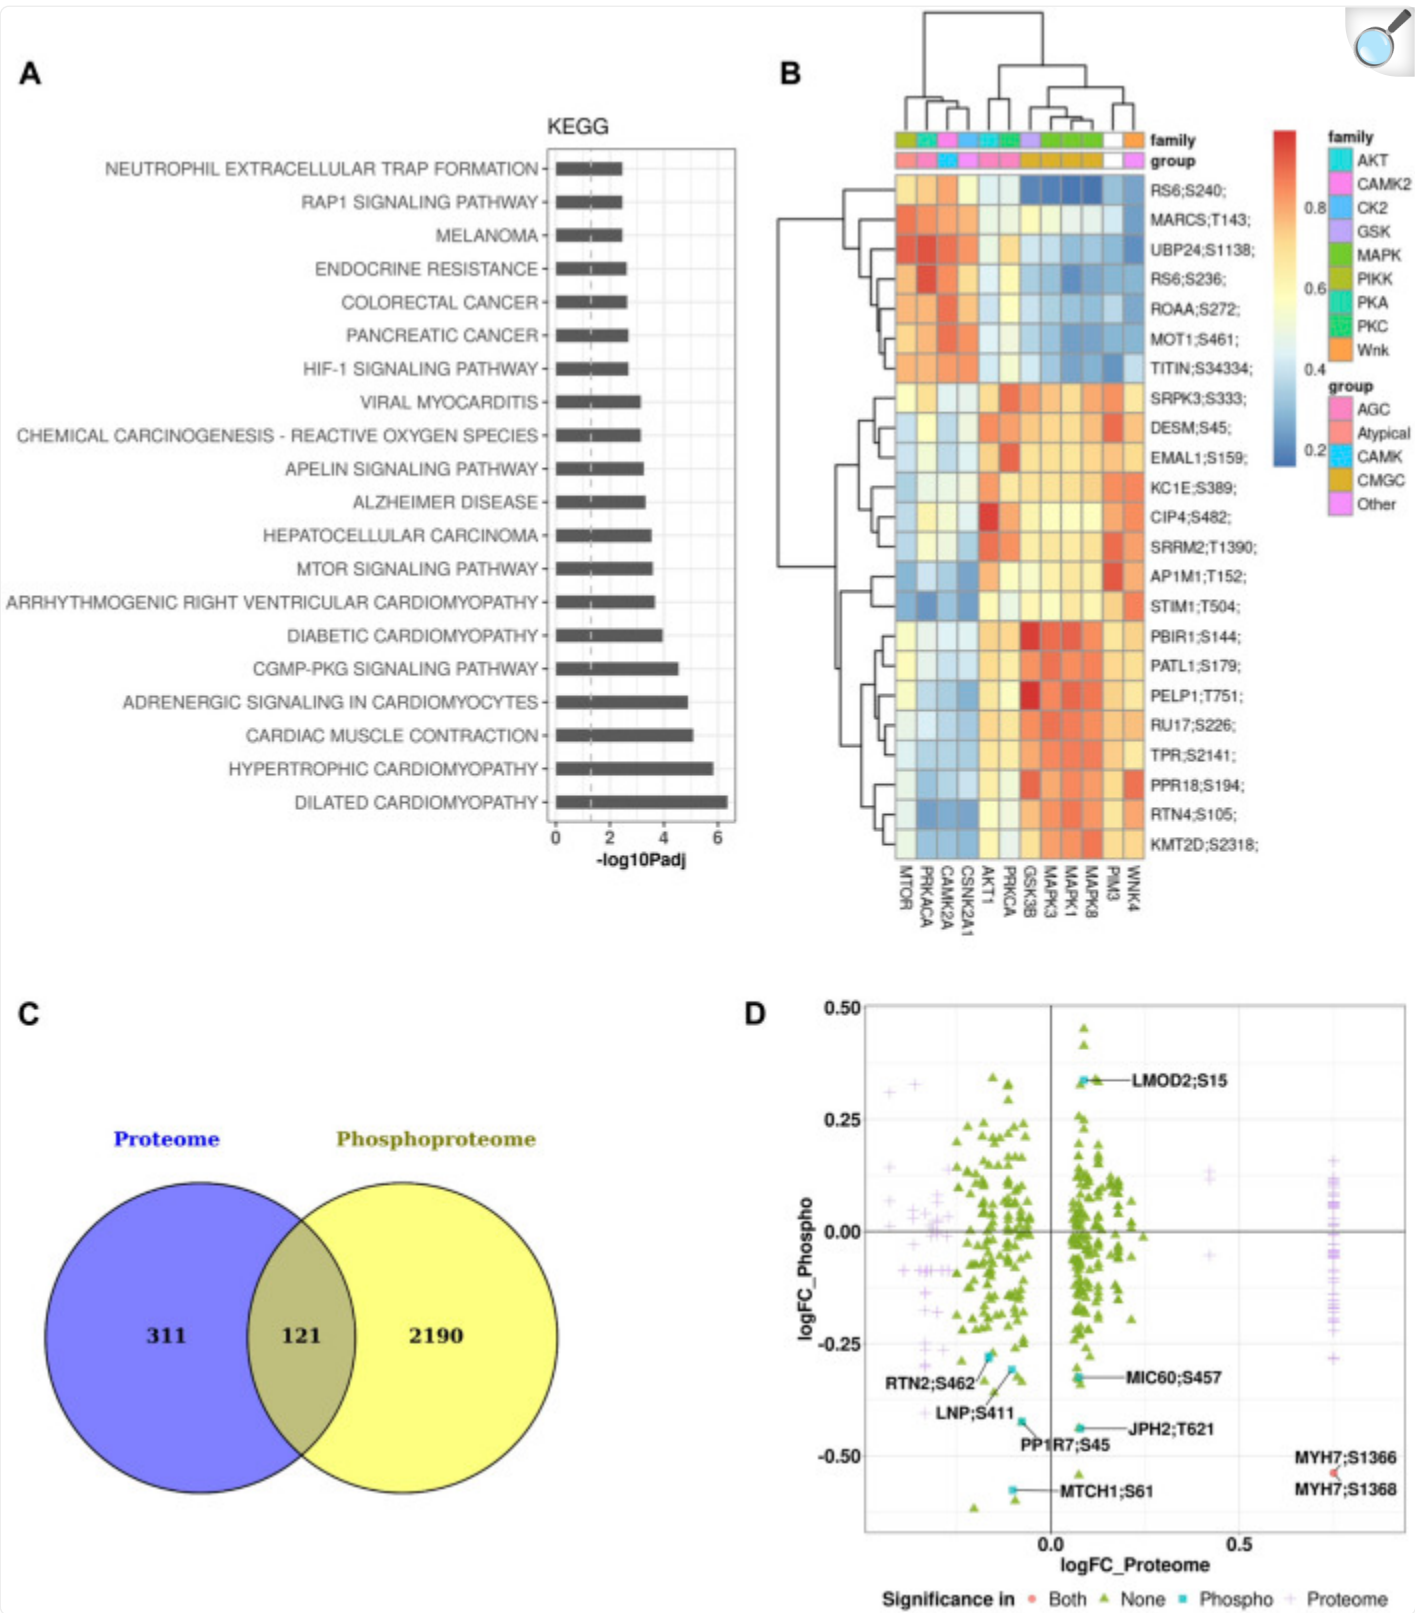 A
KEGG
NEUTROPHIL EXTRACELLULAR TRAP FORMATION
RAP1 SIGNALING PATHWAY
MELANOMA
ENDOCRINE RESISTANCE
COLORECTAL CANCER
PANCREATIC CANCER
HIF-1 SIGNALING PATHWAY
VIRAL MYOCARDITIS
CHEMICAL CARCINOGENESIS - REACTIVE OXYGEN SPECIES
APELIN SIGNALING PATHWAY
ALZHEIMER DISEASE
HEPATOCELLULAR CARCINOMA
MTOR SIGNALING PATHWAY
ARRHYTHMOGENIC RIGHT VENTRICULAR CARDIOMYOPATHY
DIABETIC CARDIOMYOPATHY
CGMP-PKG SIGNALING PATHWAY
ADRENERGIC SIGNALING IN CARDIOMYOCYTES
CARDIAC MUSCLE CONTRACTION
HYPERTROPHIC CARDIOMYOPATHY
DILATED CARDIOMYOPATHY
0 2 4 6
-log10Padj
B
family
group
RS6;S240;
MARCS;T143;
UBP24;S1138;
RS6;S236;
ROAA;S272;
MOT1;S461;
TITIN;S34334;
SRPK3;S333;
DESM;S45;
EMAL1;S159;
KC1E;S389;
CIP4;S482;
SRRM2;T1390;
AP1M1;T152;
STIM1;T504;
PBIR1;S144;
PATL1;S179;
PELP1;T751;
RU17;S226;
TPR;S2141;
PPR18;S194;
RTN4;S105;
KMT2D;S2318;
MTOR
PRKACA
CAMK2A
CSNK2A1
AKT1
PRKCA
GSK3B
MAPK3
MAPK1
MAPK8
PIM3
WNK4
0.8
0.6
0.4
0.2
family
AKT
CAMK2
CK2
GSK
MAPK
PIKK
PKA
PKC
Wnk
group
AGC
Atypical
CAMK
CMGC
Other
C
Proteome
Phosphoproteome
311
121
2190
D
logFC_Phospho
0.50
0.25
0.00
-0.25
-0.50
LMOD2;S15
RTN2;S462
MIC60;S457
LNP;S411
JPH2;T621
PP1R7;S45
MYH7;S1366
MTCH1;S61
MYH7;S1368
0.0 0.5
logFC_Proteome
Significance in Both None Phospho Proteome